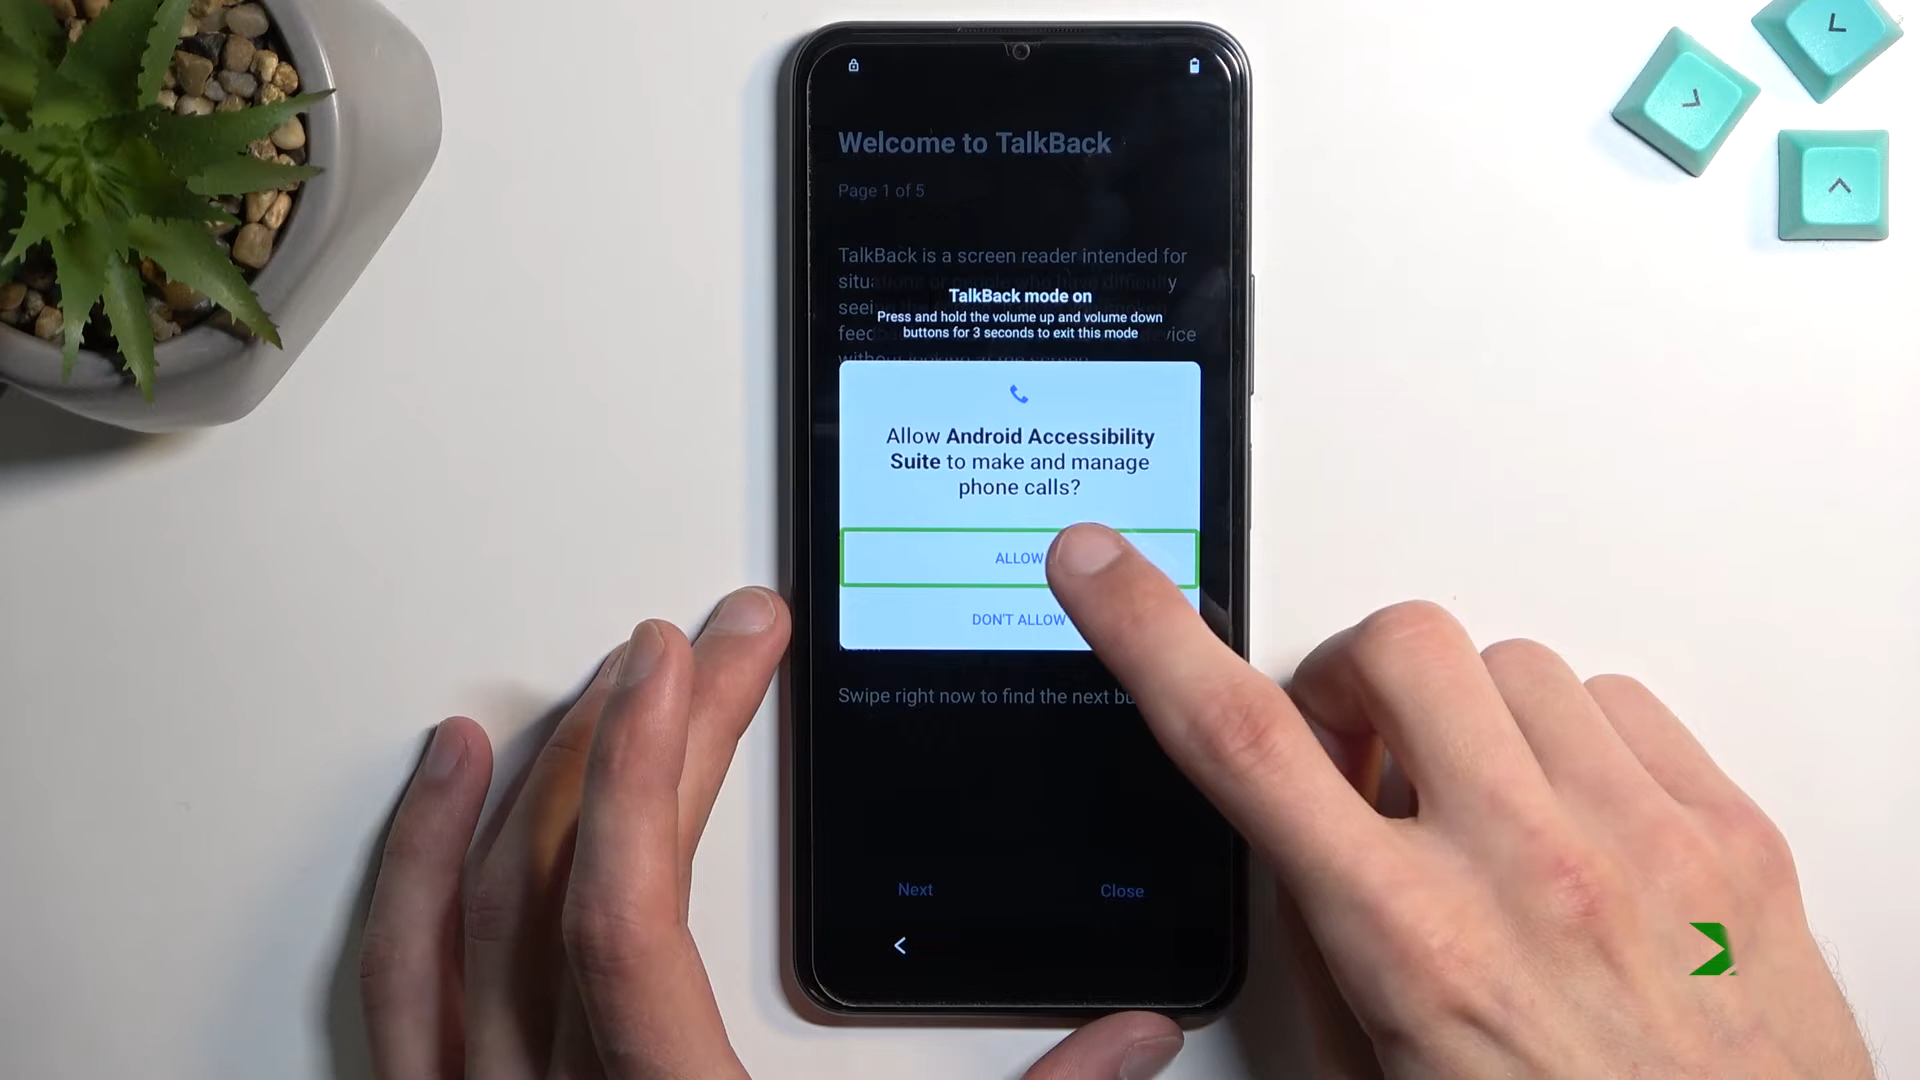 Welcome to TalkBack
Page 1 of 5
TalkBack is a screen reader intended for
TalkBack mode on
Press and hold the volume up and volume down
buttons for 3 seconds to exit this mode
Allow Android Accessibility
Suite to make and manage
phone calls?
ALLOW
DON'T ALLOW
Swipe right now to find the next
Next
Close